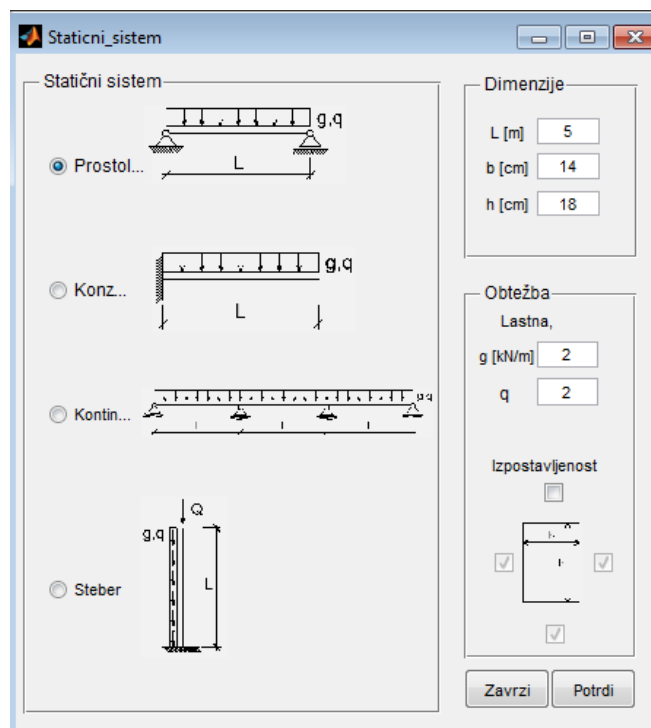 Staticni_sistem
Statični sistem
Prostol...
g,q
L
Konz...
g,q
L
Kontin...
g,q
Steber
Q
g,q
L
Dimenzije
L [m] 5
b [cm] 14
h [cm] 18
Obtežba
Lastna,
g [kN/m] 2
q 2
Izpostavljenost
Zavrzi Potrdi